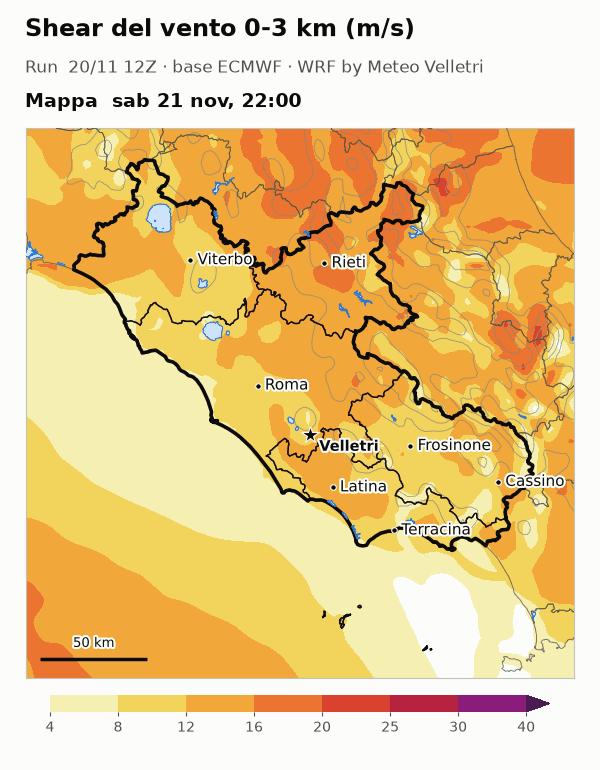 Shear del vento 0-3 km (m/s)
Run  20/11 12Z · base ECMWF · WRF by Meteo Velletri
Mappa  sab 21 nov, 22:00
Viterbo
Rieti
Roma
Velletri
Frosinone
Cassino
Latina
Terracina
50 km
4 8 12 16 20 25 30 40